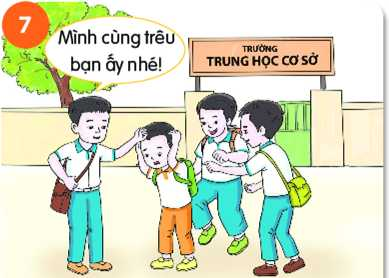 7
Mình cùng trêu
bạn ấy nhé!
TRƯỜNG
TRUNG HỌC CƠ SỞ